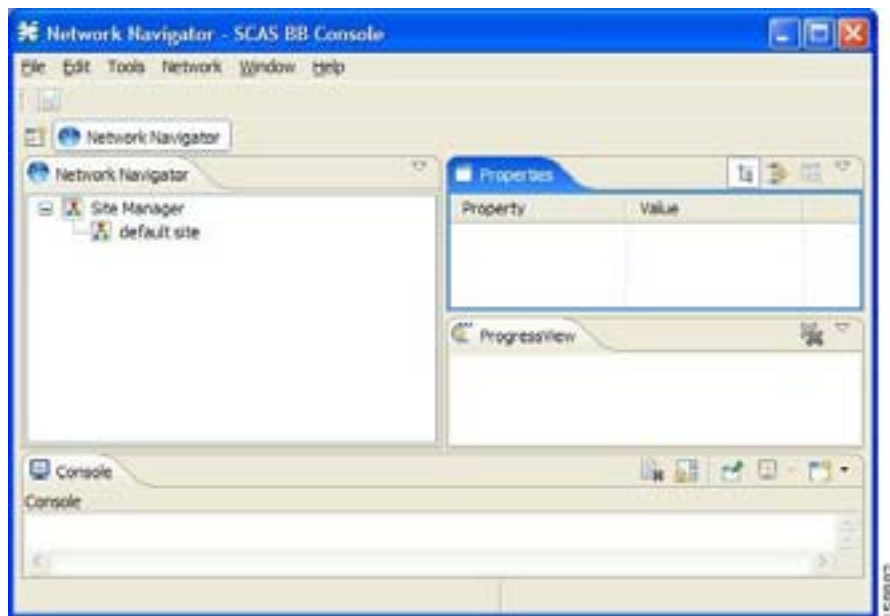 Network Navigator - SCAS BB Console
File Edit Tools Network Window Help
Network Navigator
Network Navigator
Site Manager
default site
Properties
Property Value
ProgressView
Console
Console